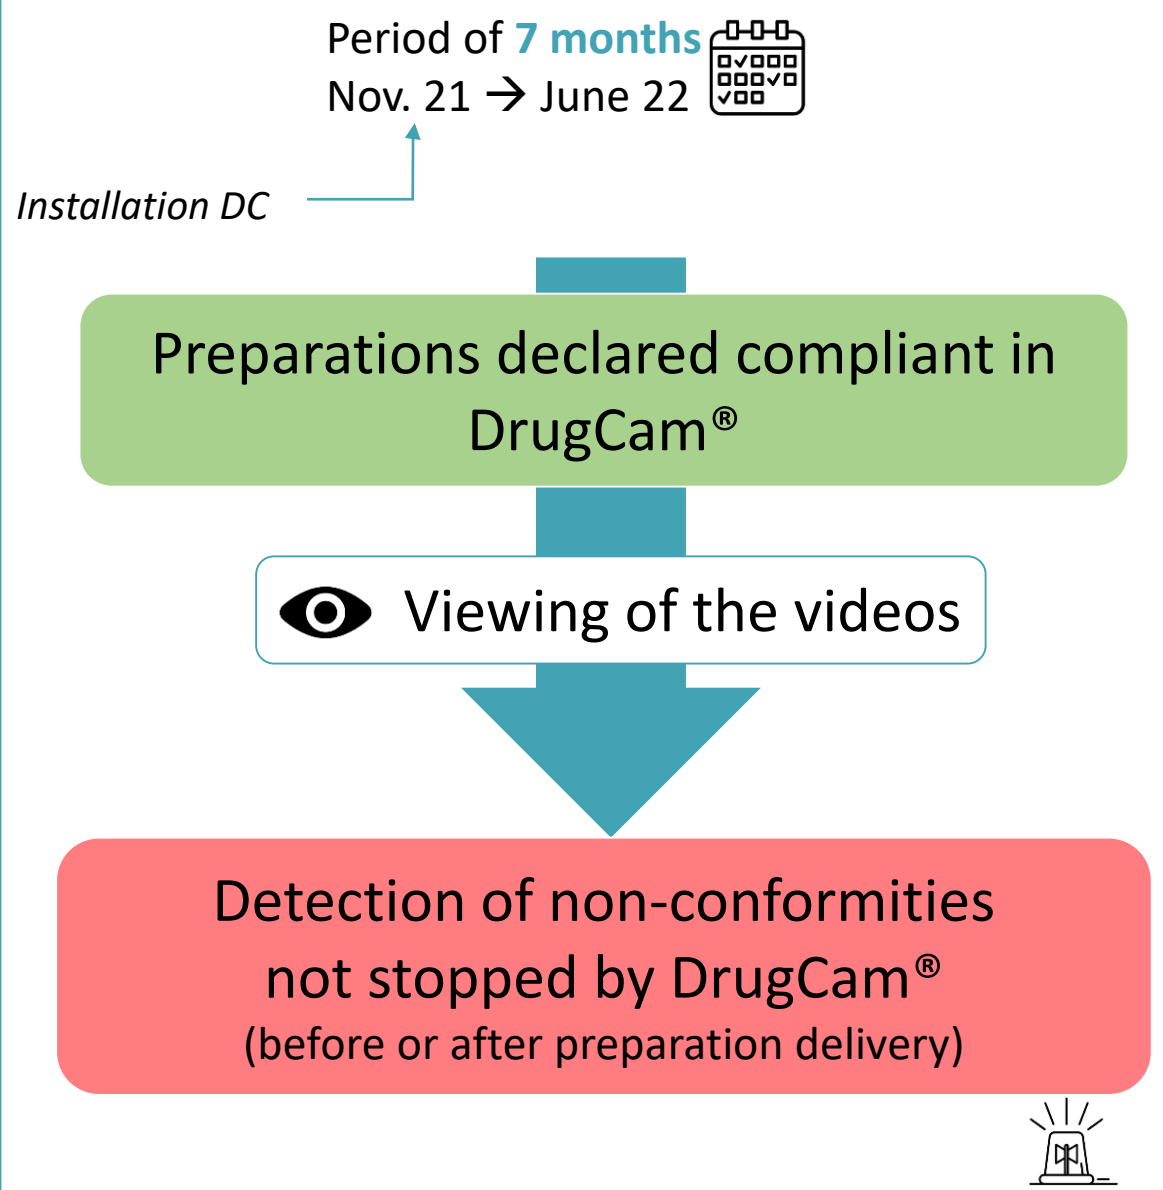 Period of 7 months
Nov. 21 → June 22
Installation DC
Preparations declared compliant in
DrugCam®
Viewing of the videos
Detection of non-conformities
not stopped by DrugCam®
(before or after preparation delivery)